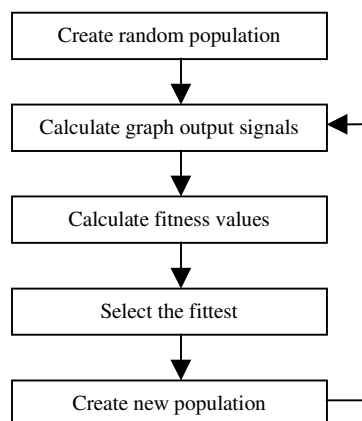 Create random population
Calculate graph output signals
Calculate fitness values
Select the fittest
Create new population